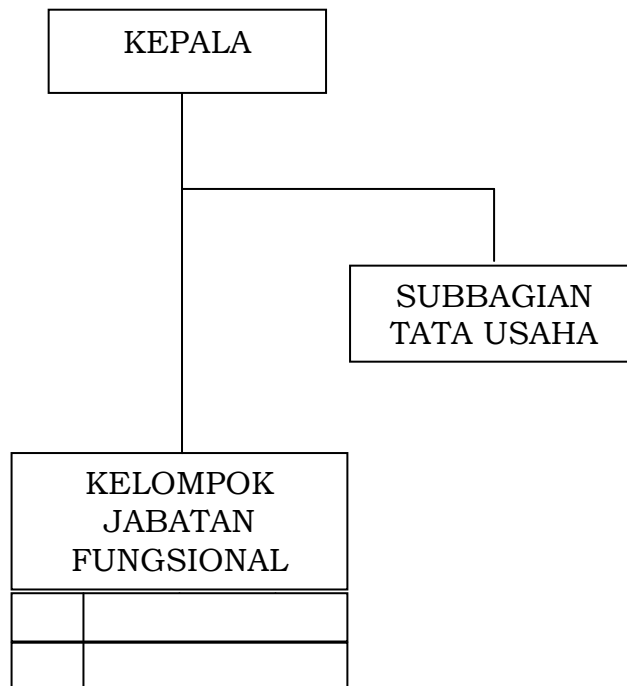 KEPALA
SUBBAGIAN
TATA USAHA
KELOMPOK
JABATAN
FUNGSIONAL